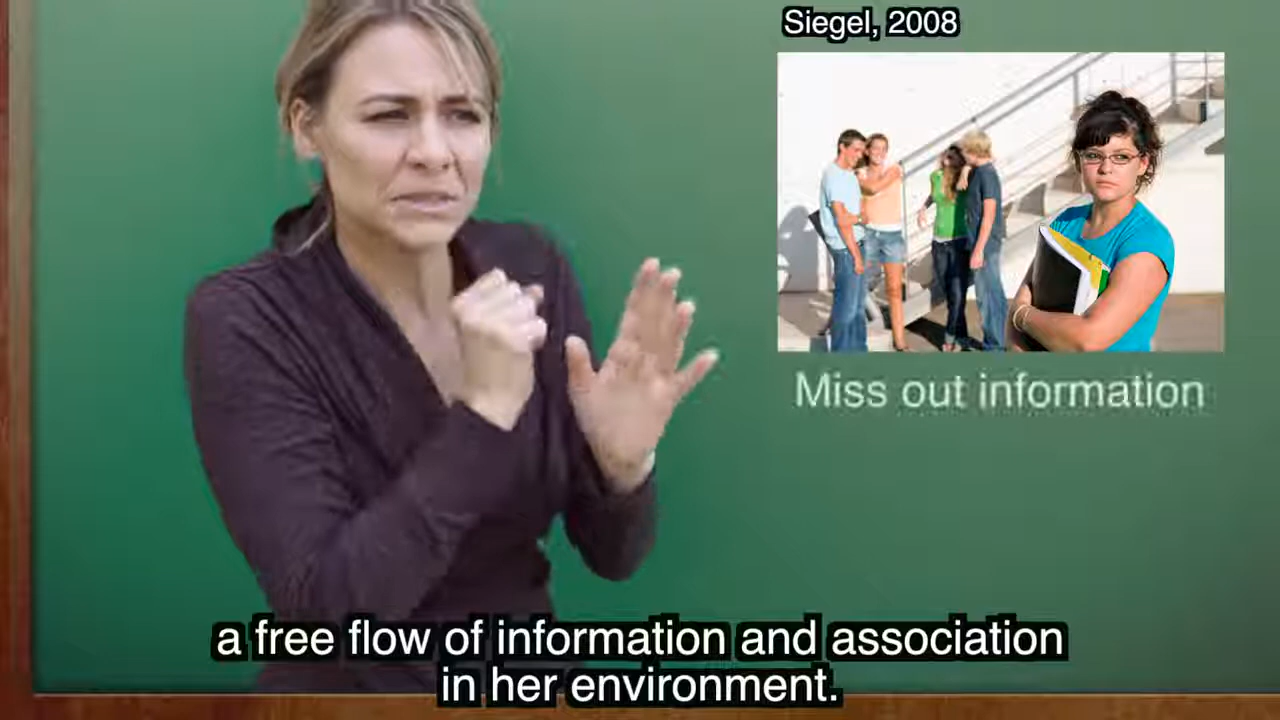 Siegel, 2008
Miss out information
a free flow of information and association
in her environment.